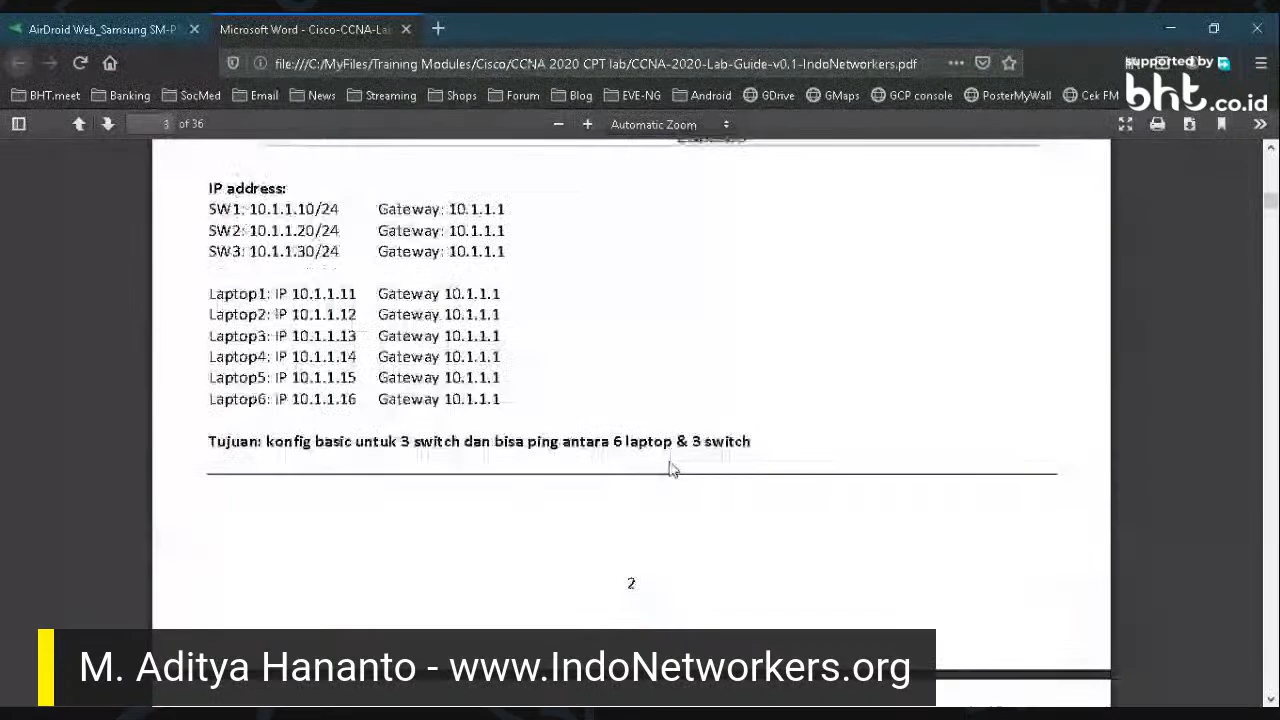 AirDroid Web_Samsung SM-P
Microsoft Word - Cisco-CCNA-La
file:///C:/MyFiles/Training Modules/Cisco/CCNA 2020 CPT lab/CCNA-2020-Lab-Guide-v0.1-IndoNetworkers.pdf
supported by
bht.co.id
BHT.meet Banking SocMed Email News Streaming Shops Forum Blog EVE-NG Android GDrive GMaps GCP console PosterMyWall Cek FM
3 of 36
Automatic Zoom
IP address:
SW1: 10.1.1.10/24 Gateway: 10.1.1.1
SW2: 10.1.1.20/24 Gateway: 10.1.1.1
SW3: 10.1.1.30/24 Gateway: 10.1.1.1
Laptop1: IP 10.1.1.11 Gateway 10.1.1.1
Laptop2: IP 10.1.1.12 Gateway 10.1.1.1
Laptop3: IP 10.1.1.13 Gateway 10.1.1.1
Laptop4: IP 10.1.1.14 Gateway 10.1.1.1
Laptop5: IP 10.1.1.15 Gateway 10.1.1.1
Laptop6: IP 10.1.1.16 Gateway 10.1.1.1
Tujuan: konfig basic untuk 3 switch dan bisa ping antara 6 laptop & 3 switch
2
M. Aditya Hananto - www.IndoNetworkers.org